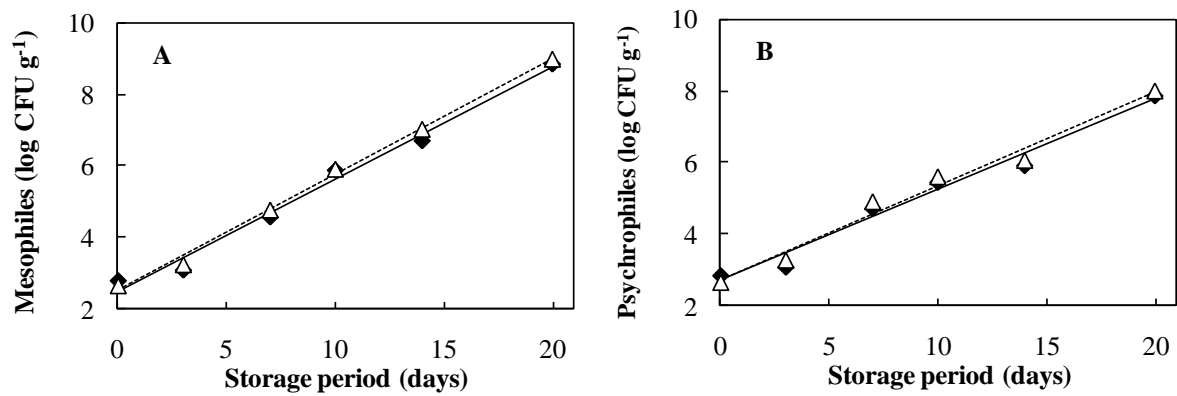 Mesophiles (log CFU g-1)
10
8
6
4
2
A
0 5 10 15 20
Storage period (days)
Psychrophiles (log CFU g-1)
10
8
6
4
2
B
0 5 10 15 20
Storage period (days)